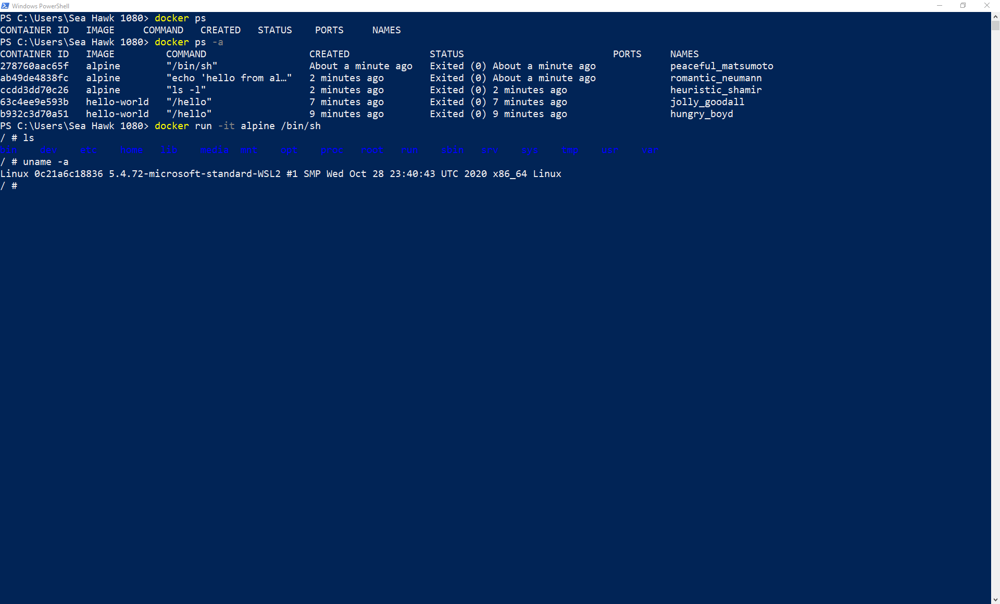 Windows PowerShell
PS C:\Users\Sea Hawk 1080> docker ps
CONTAINER ID   IMAGE     COMMAND   CREATED   STATUS    PORTS     NAMES
PS C:\Users\Sea Hawk 1080> docker ps -a
CONTAINER ID   IMAGE         COMMAND                  CREATED              STATUS                          PORTS     NAMES
278760aac65f   alpine        "/bin/sh"                About a minute ago   Exited (0) About a minute ago             peaceful_matsumoto
ab49de4838fc   alpine        "echo 'hello from al…"   2 minutes ago        Exited (0) About a minute ago             romantic_neumann
ccdd3dd70c26   alpine        "ls -l"                  2 minutes ago        Exited (0) 2 minutes ago                  heuristic_shamir
63c4ee9e593b   hello-world   "/hello"                 7 minutes ago        Exited (0) 7 minutes ago                  jolly_goodall
b932c3d70a51   hello-world   "/hello"                 9 minutes ago        Exited (0) 9 minutes ago                  hungry_boyd
PS C:\Users\Sea Hawk 1080> docker run -it alpine /bin/sh
/ # ls
bin    dev    etc    home   lib    media  mnt    opt    proc   root   run    sbin   srv    sys    tmp    usr    var
/ # uname -a
Linux 0c21a6c18836 5.4.72-microsoft-standard-WSL2 #1 SMP Wed Oct 28 23:40:43 UTC 2020 x86_64 Linux
/ #